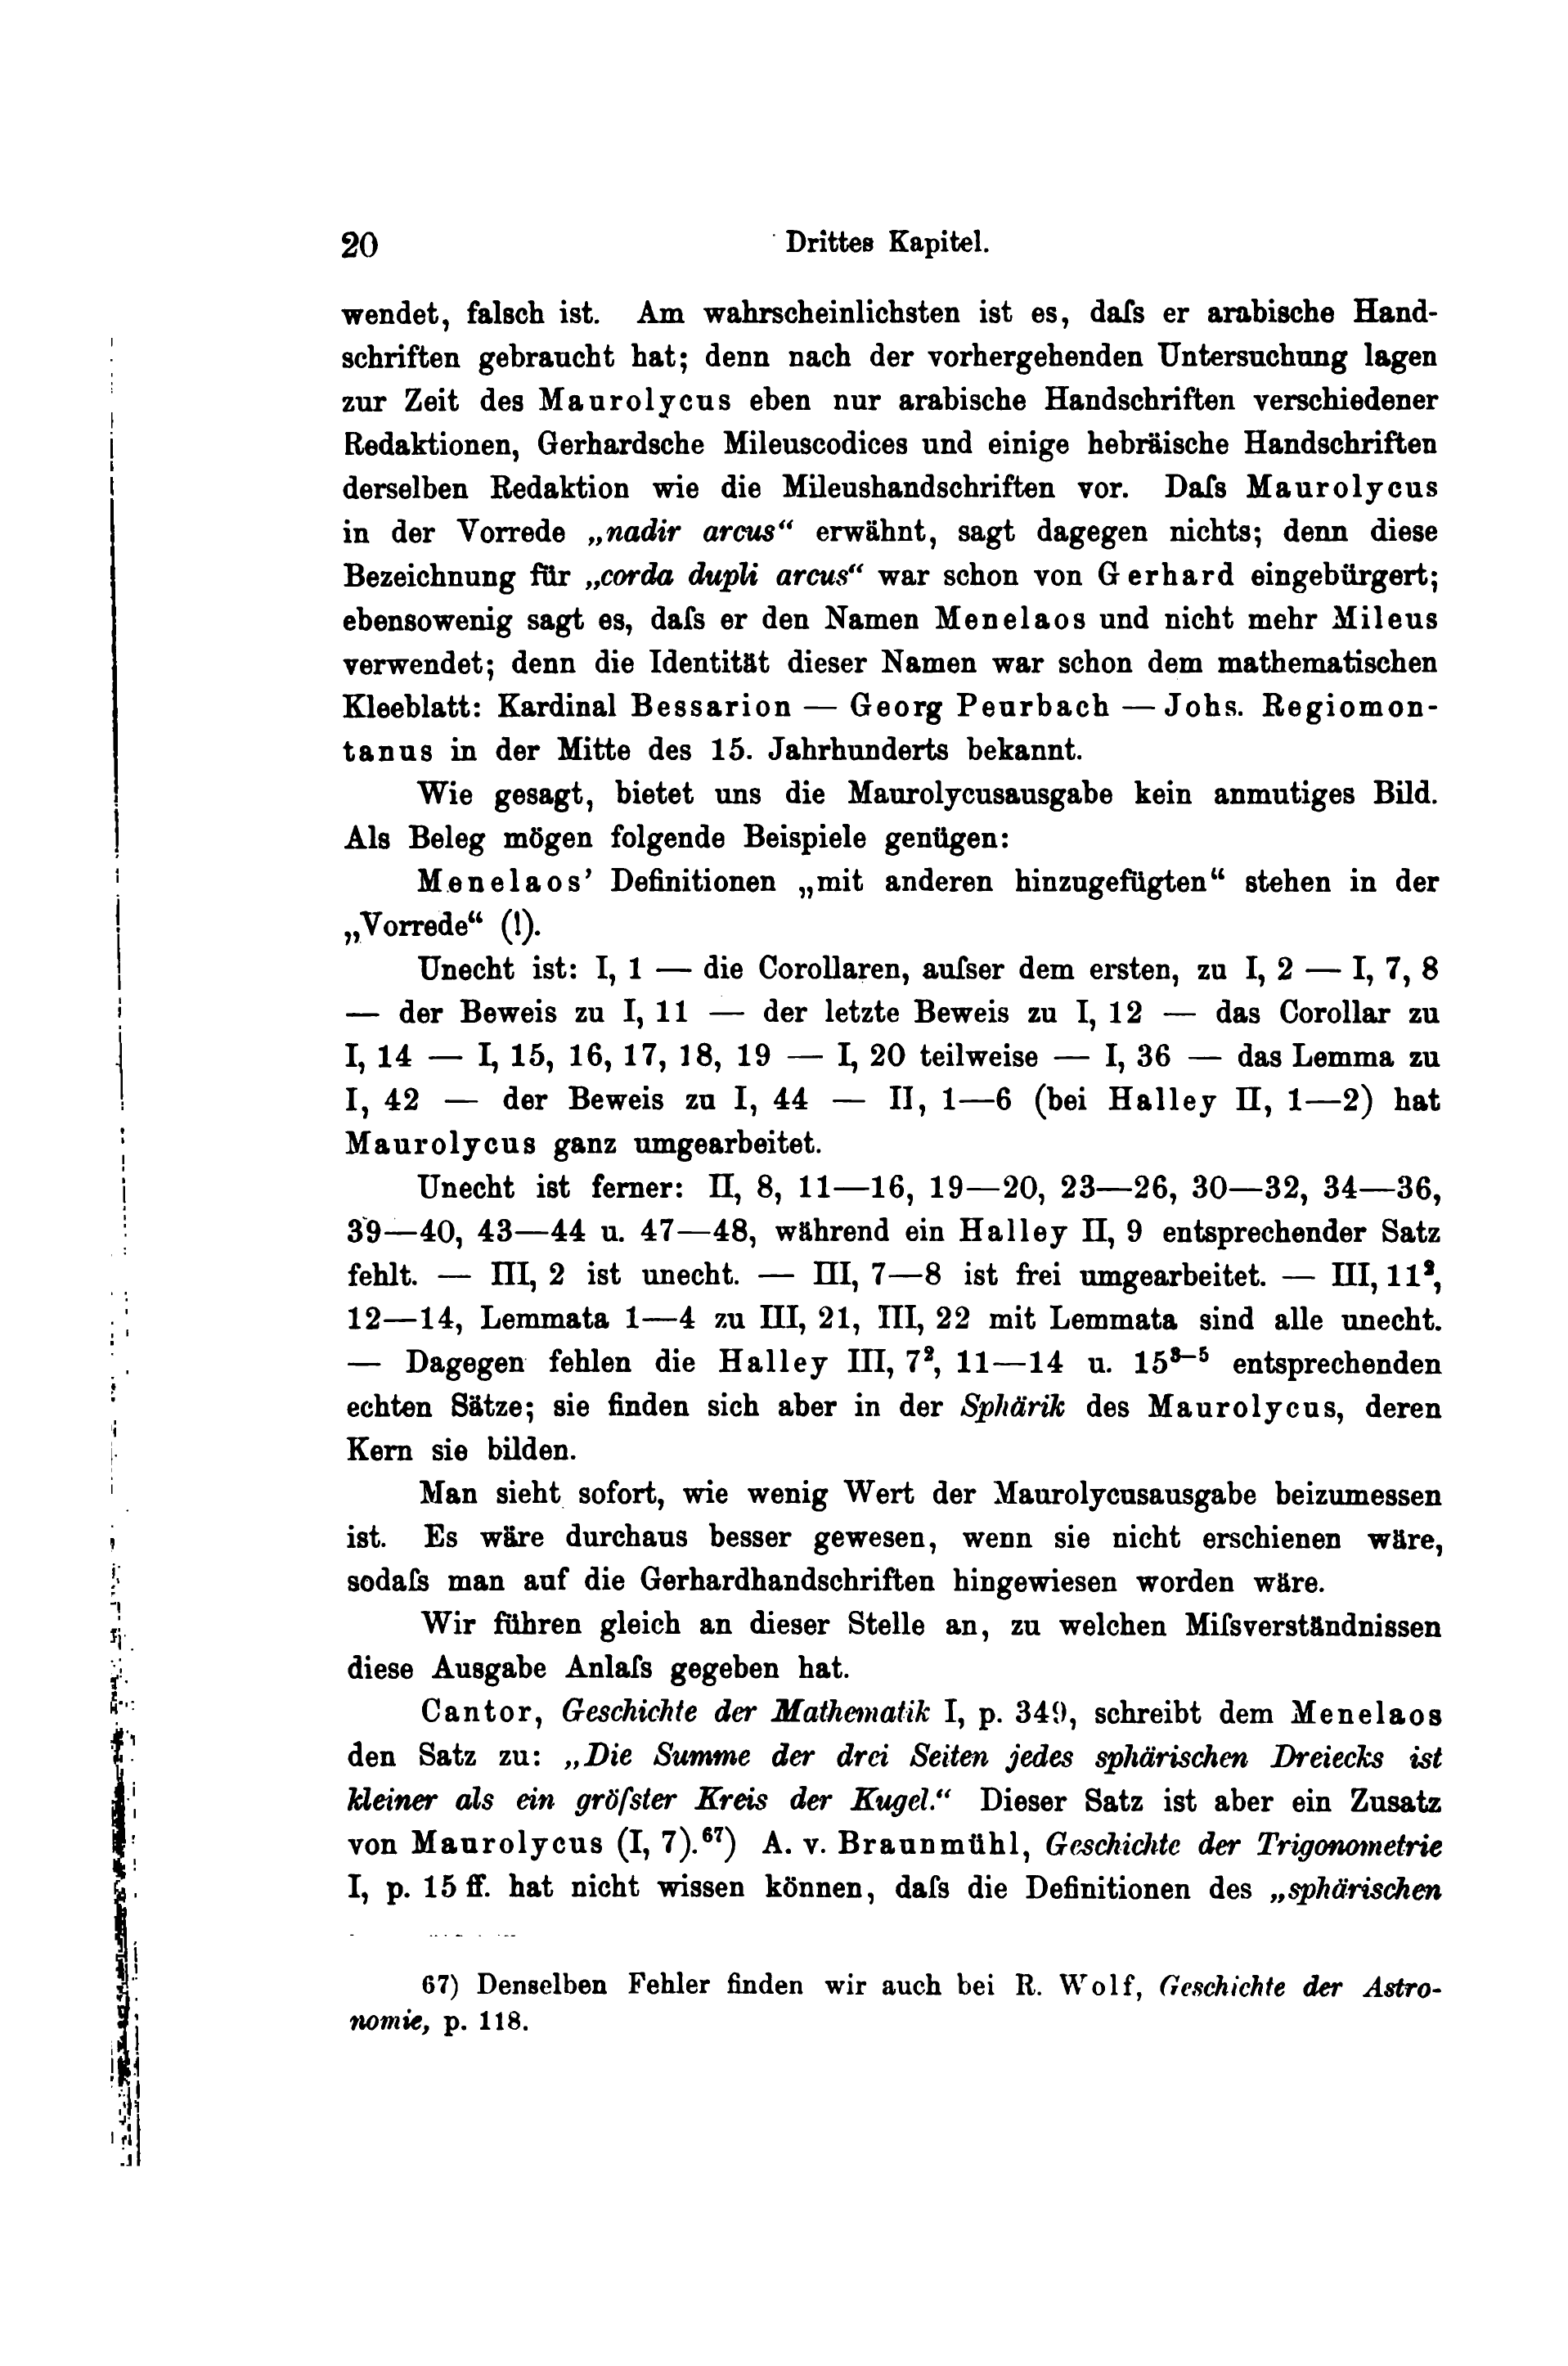 20 Drittes Kapitel.
wendet, falsch ist. Am wahrscheinlichsten ist es, daſs er arabische Hand-
schriften gebraucht hat; denn nach der vorhergehenden Untersuchung lagen
zur Zeit des Maurolycus eben nur arabische Handschriften verschiedener
Redaktionen, Gerhardsche Mileuscodices und einige hebräische Handschriften
derselben Redaktion wie die Mileushandschriften vor. Daſs Maurolycus
in der Vorrede „nadir arcus“ erwähnt, sagt dagegen nichts; denn diese
Bezeichnung für „corda dupli arcus“ war schon von Gerhard eingebürgert;
ebensowenig sagt es, daſs er den Namen Menelaos und nicht mehr Mileus
verwendet; denn die Identität dieser Namen war schon dem mathematischen
Kleeblatt: Kardinal Bessarion — Georg Peurbach — Johs. Regiomon-
tanus in der Mitte des 15. Jahrhunderts bekannt.
Wie gesagt, bietet uns die Maurolycusausgabe kein anmutiges Bild.
Als Beleg mögen folgende Beispiele genügen:
Menelaos’ Definitionen „mit anderen hinzugefügten“ stehen in der
„Vorrede“ (!).
Unecht ist: I, 1 — die Corollaren, auſser dem ersten, zu I, 2 — I, 7, 8
— der Beweis zu I, 11 — der letzte Beweis zu I, 12 — das Corollar zu
I, 14 — I, 15, 16, 17, 18, 19 — I, 20 teilweise — I, 36 — das Lemma zu
I, 42 — der Beweis zu I, 44 — II, 1—6 (bei Halley II, 1—2) hat
Maurolycus ganz umgearbeitet.
Unecht ist ferner: II, 8, 11—16, 19—20, 23—26, 30—32, 34—36,
39—40, 43—44 u. 47—48, während ein Halley II, 9 entsprechender Satz
fehlt. — III, 2 ist unecht. — III, 7—8 ist frei umgearbeitet. — III, 11²,
12—14, Lemmata 1—4 zu III, 21, III, 22 mit Lemmata sind alle unecht.
— Dagegen fehlen die Halley III, 7², 11—14 u. 15³⁻⁵ entsprechenden
echten Sätze; sie finden sich aber in der Sphärik des Maurolycus, deren
Kern sie bilden.
Man sieht sofort, wie wenig Wert der Maurolycusausgabe beizumessen
ist. Es wäre durchaus besser gewesen, wenn sie nicht erschienen wäre,
sodaſs man auf die Gerhardhandschriften hingewiesen worden wäre.
Wir führen gleich an dieser Stelle an, zu welchen Miſsverständnissen
diese Ausgabe Anlaſs gegeben hat.
Cantor, Geschichte der Mathematik I, p. 349, schreibt dem Menelaos
den Satz zu: „Die Summe der drei Seiten jedes sphärischen Dreiecks ist
kleiner als ein gröſster Kreis der Kugel.“ Dieser Satz ist aber ein Zusatz
von Maurolycus (I, 7).⁶⁷) A. v. Braunmühl, Geschichte der Trigonometrie
I, p. 15 ff. hat nicht wissen können, daſs die Definitionen des „sphärischen
67) Denselben Fehler finden wir auch bei R. Wolf, Geschichte der Astro-
nomie, p. 118.